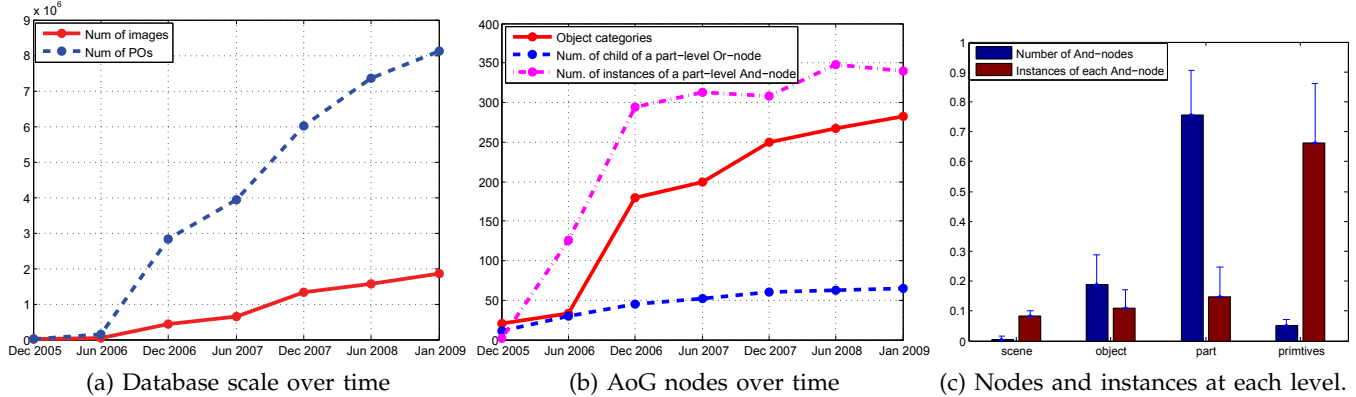 × 10⁶
9
8
7
6
5
4
3
2
1
0
Num of images
Num of POs
Dec 2005 Jun 2006 Dec 2006 Jun 2007 Dec 2007 Jun 2008 Jan 2009
(a) Database scale over time
400
350
300
250
200
150
100
50
0
Object categories
Num. of child of a part-level Or-node
Num. of instances of a part-level And-node
Dec 2005 Jun 2006 Dec 2006 Jun 2007 Dec 2007 Jun 2008 Jan 2009
(b) AoG nodes over time
1
0.9
0.8
0.7
0.6
0.5
0.4
0.3
0.2
0.1
0
Number of And-nodes
Instances of each And-node
scene object part primtives
(c) Nodes and instances at each level.